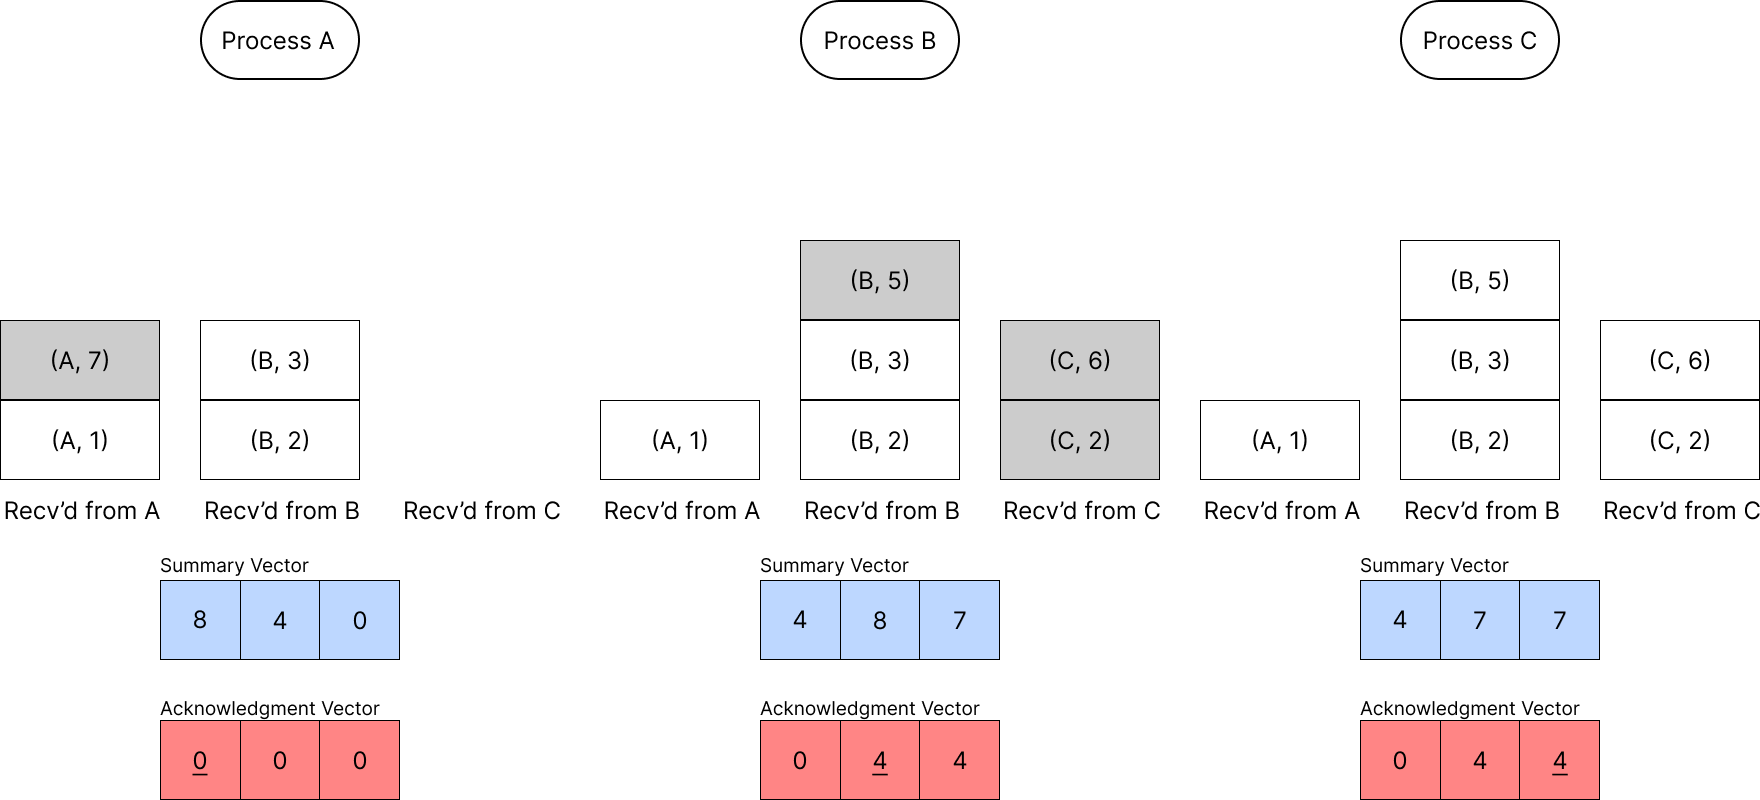 Process A
Process B
Process C
(B, 5)
(B, 5)
(A, 7)
(B, 3)
(B, 3)
(C, 6)
(B, 3)
(C, 6)
(A, 1)
(B, 2)
(A, 1)
(B, 2)
(C, 2)
(A, 1)
(B, 2)
(C, 2)
Recv’d from A
Recv’d from B
Recv’d from C
Recv’d from A
Recv’d from B
Recv’d from C
Recv’d from A
Recv’d from B
Recv’d from C
Summary Vector
Summary Vector
Summary Vector
8 4 0
4 8 7
4 7 7
Acknowledgment Vector
Acknowledgment Vector
Acknowledgment Vector
0 0 0
0 4 4
0 4 4